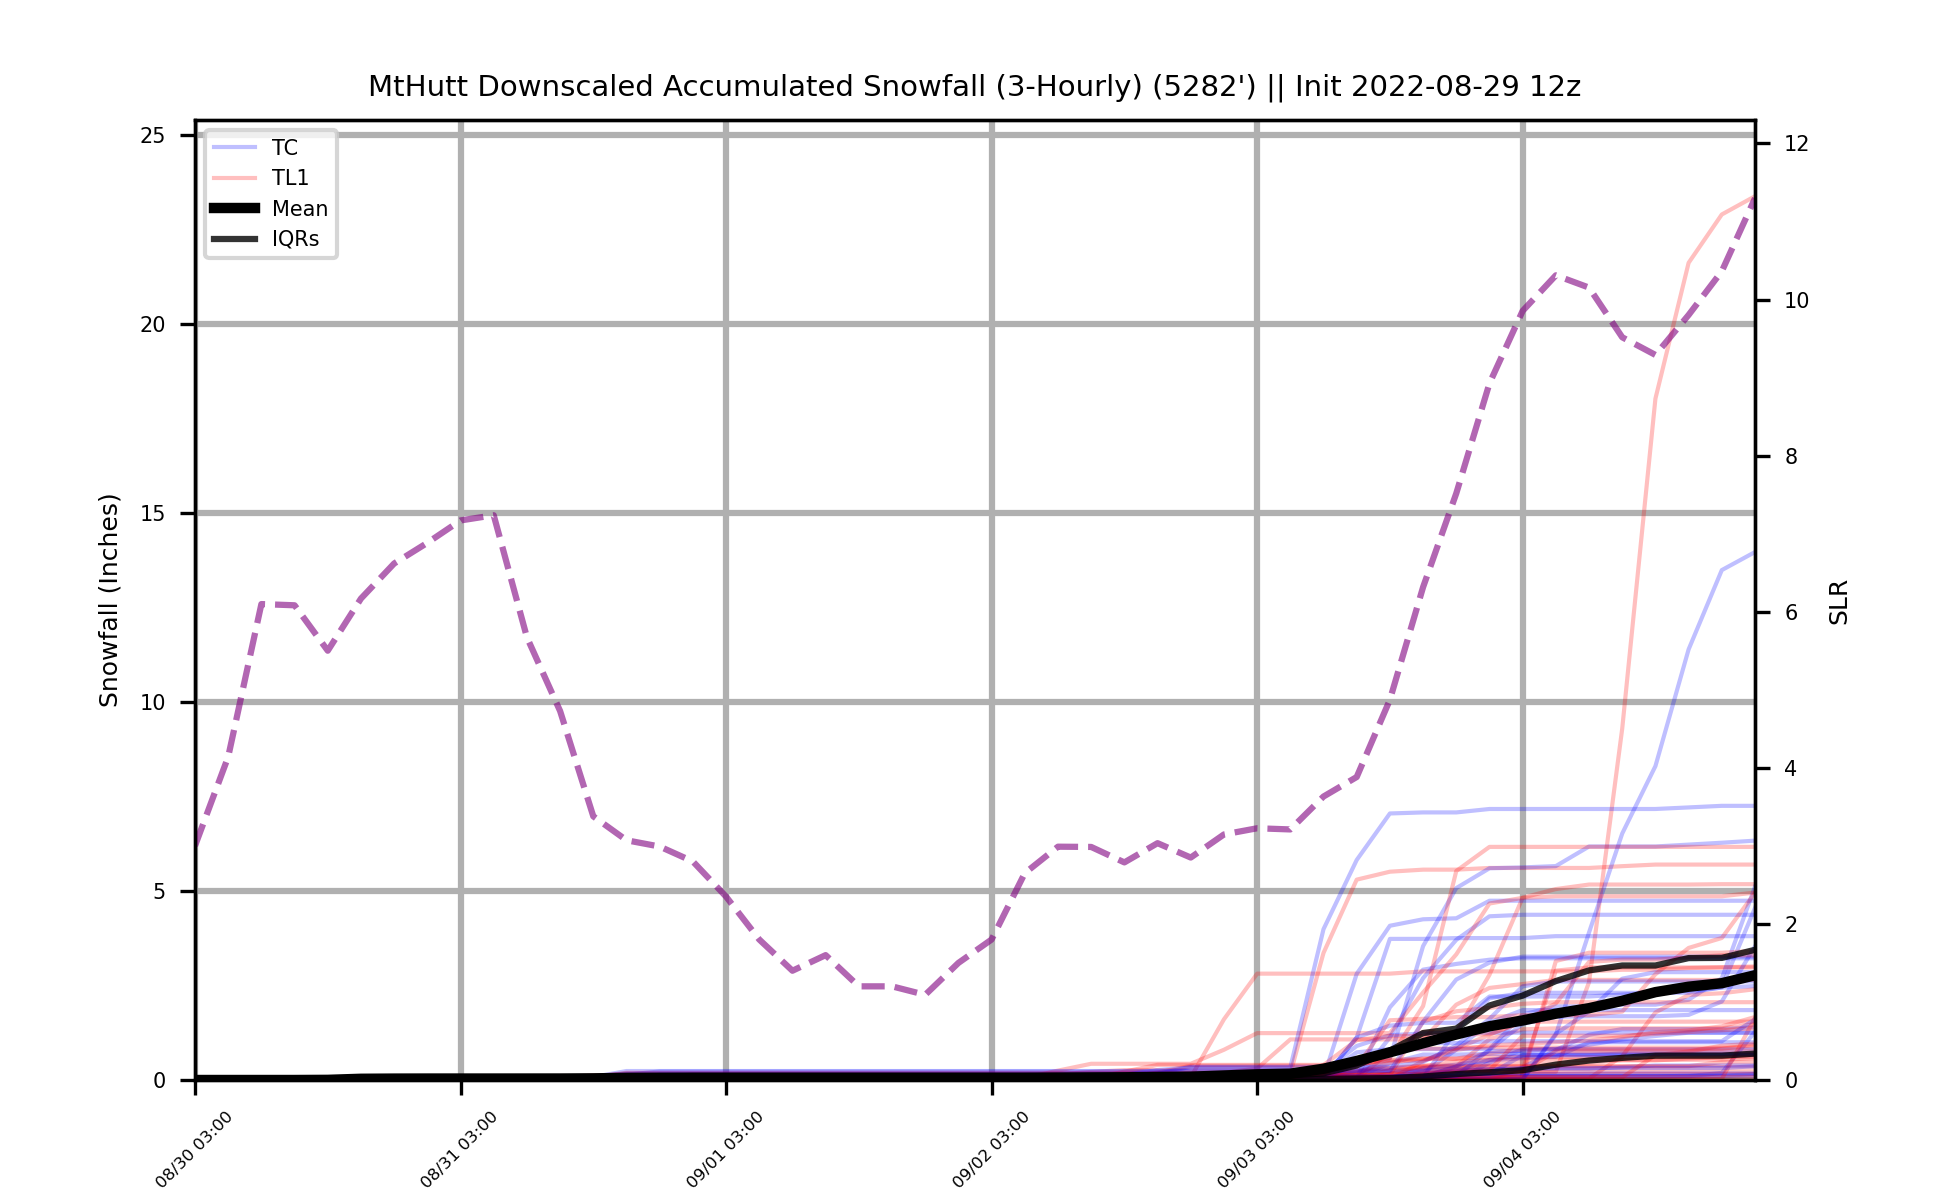 MtHutt Downscaled Accumulated Snowfall (3-Hourly) (5282') || Init 2022-08-29 12z
TC
TL1
Mean
IQRs
25
20
15
10
5
0
Snowfall (Inches)
12
10
8
6
4
2
0
SLR
08/30 03:00
08/31 03:00
09/01 03:00
09/02 03:00
09/03 03:00
09/04 03:00